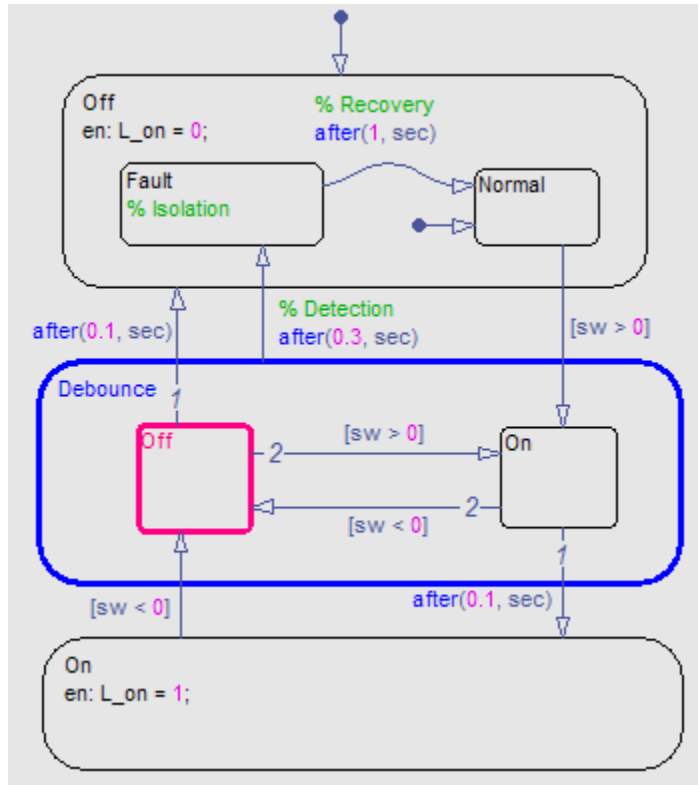 Off
en: L_on = 0;
% Recovery
after(1, sec)
Fault
% Isolation
Normal
% Detection
after(0.3, sec)
after(0.1, sec)
[sw > 0]
Debounce
1
Off
2
[sw > 0]
On
[sw < 0]
2
1
[sw < 0]
after(0.1, sec)
On
en: L_on = 1;